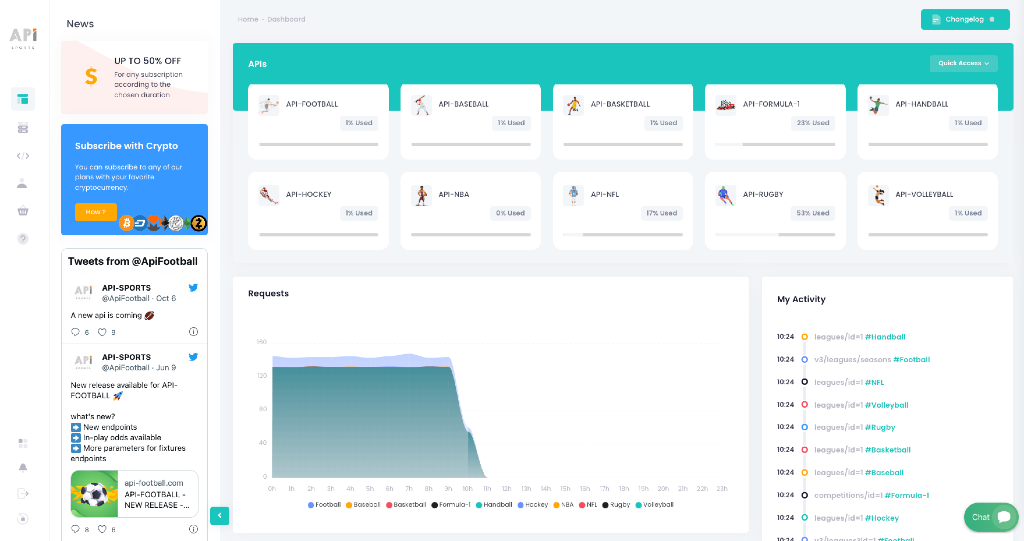 APi
SPORTS
News
UP TO 50% OFF
$
For any subscription
according to the
chosen duration
Subscribe with Crypto
You can subscribe to any of our
plans with your favorite
cryptocurrency.
How ?
Tweets from @ApiFootball
API-SPORTS
@ApiFootball · Oct 6
A new api is coming 🏈
6 9
API-SPORTS
@ApiFootball · Jun 9
New release available for API-
FOOTBALL 🚀
what's new?
➡️ New endpoints
➡️ In-play odds available
➡️ More parameters for fixtures
endpoints
api-football.com
API-FOOTBALL -
NEW RELEASE -...
8 6
Home - Dashboard
Changelog
APIs
Quick Access
API-FOOTBALL
1% Used
API-BASEBALL
1% Used
API-BASKETBALL
1% Used
API-FORMULA-1
23% Used
API-HANDBALL
1% Used
API-HOCKEY
1% Used
API-NBA
0% Used
API-NFL
17% Used
API-RUGBY
53% Used
API-VOLLEYBALL
1% Used
Requests
160
120
80
40
0
0h 1h 2h 3h 4h 5h 6h 7h 8h 9h 10h 11h 12h 13h 14h 15h 16h 17h 18h 19h 20h 21h 22h 23h
Football Baseball Basketball Formula-1 Handball Hockey NBA NFL Rugby Volleyball
My Activity
10:24 leagues/id=1 #Handball
10:24 v3/leagues/seasons #Football
10:24 leagues/id=1 #NFL
10:24 leagues/id=1 #Volleyball
10:24 leagues/id=1 #Rugby
10:24 leagues/id=1 #Basketball
10:24 leagues/id=1 #Baseball
10:24 competitions/id=1 #Formula-1
10:24 leagues/id=1 #Hockey
10:24 v3/leagues?id=1 #Football
Chat